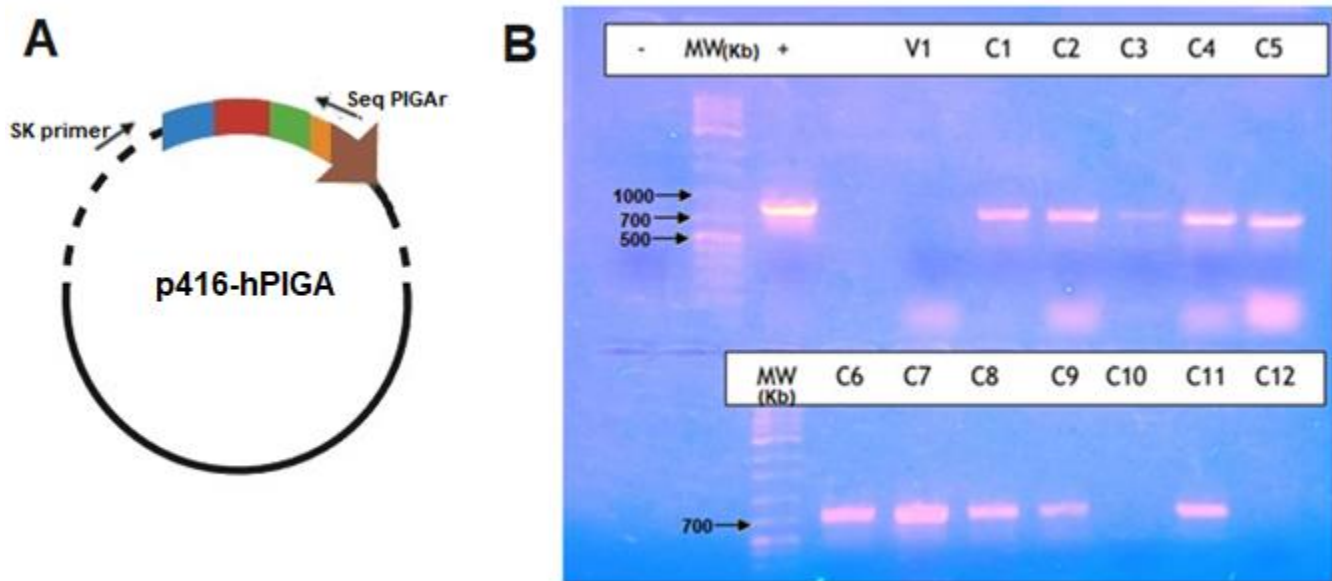 A
SK primer
Seq PIGAr
p416-hPIGA
B
- MW(Kb) + V1 C1 C2 C3 C4 C5
1000
700
500
MW (Kb) C6 C7 C8 C9 C10 C11 C12
700